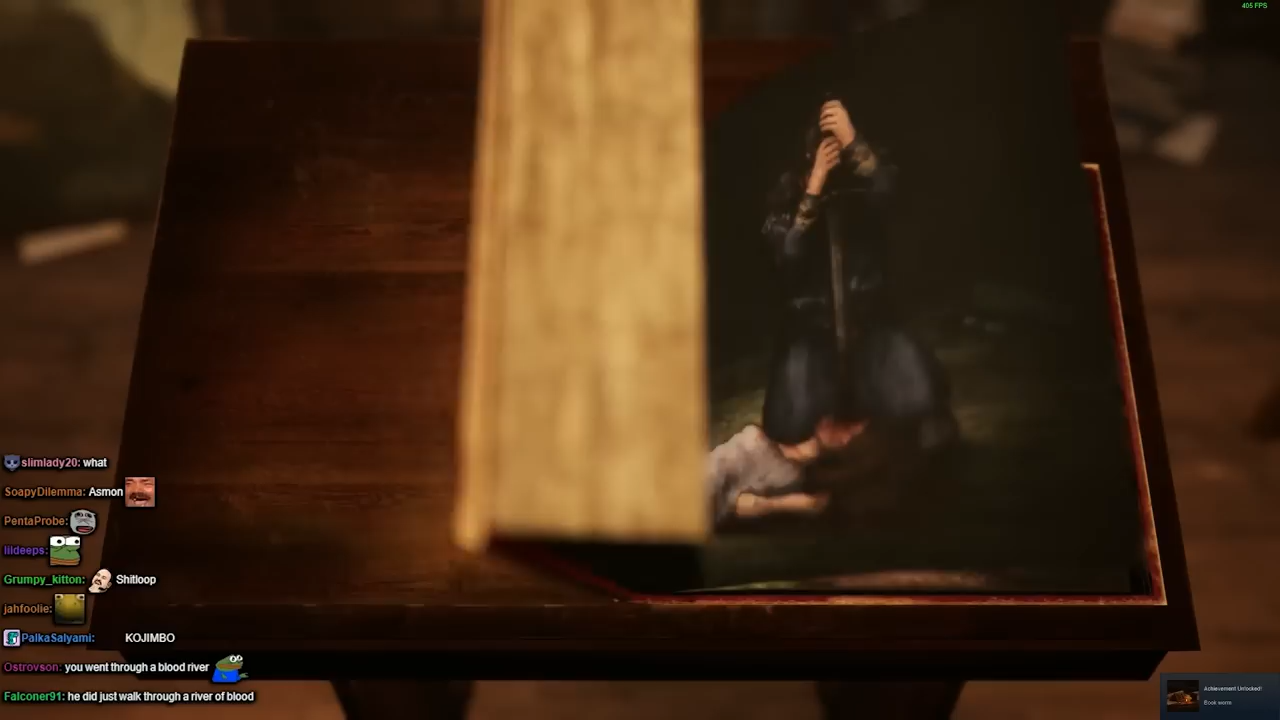 405 FPS
slimlady20: what
SoapyDilemma: Asmon
PentaProbe:
lildeeps:
Grumpy_kitton: Shitloop
jahfoolie:
PalkaSalyami: KOJIMBO
Ostrovson: you went through a blood river
Falconer91: he did just walk through a river of blood
Achievement Unlocked!
Book worm